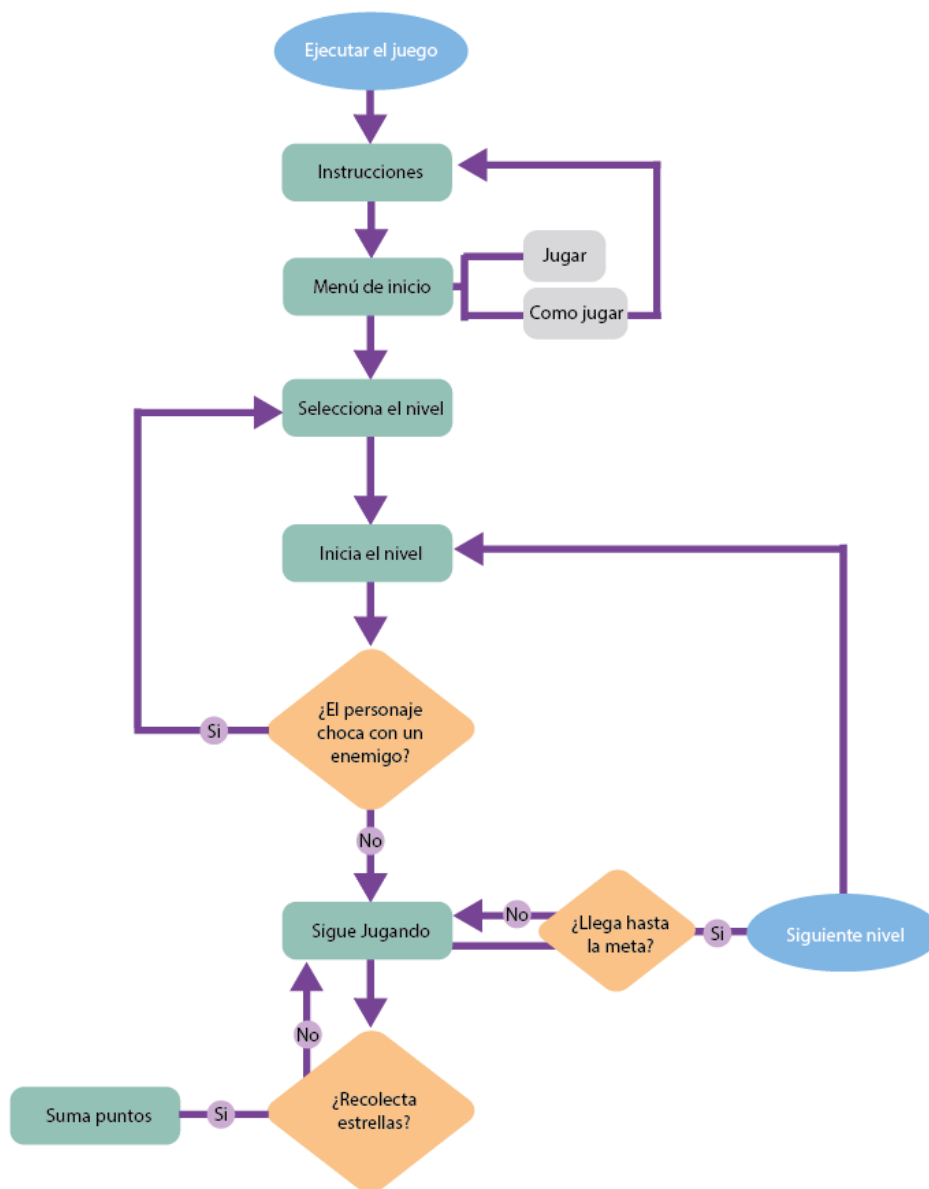 Ejecutar el juego
Instrucciones
Menú de inicio
Jugar
Como jugar
Selecciona el nivel
Inicia el nivel
¿El personaje
choca con un
enemigo?
Si
No
Sigue Jugando
No
¿Llega hasta
la meta?
Si
Siguiente nivel
No
¿Recolecta
estrellas?
Si
Suma puntos